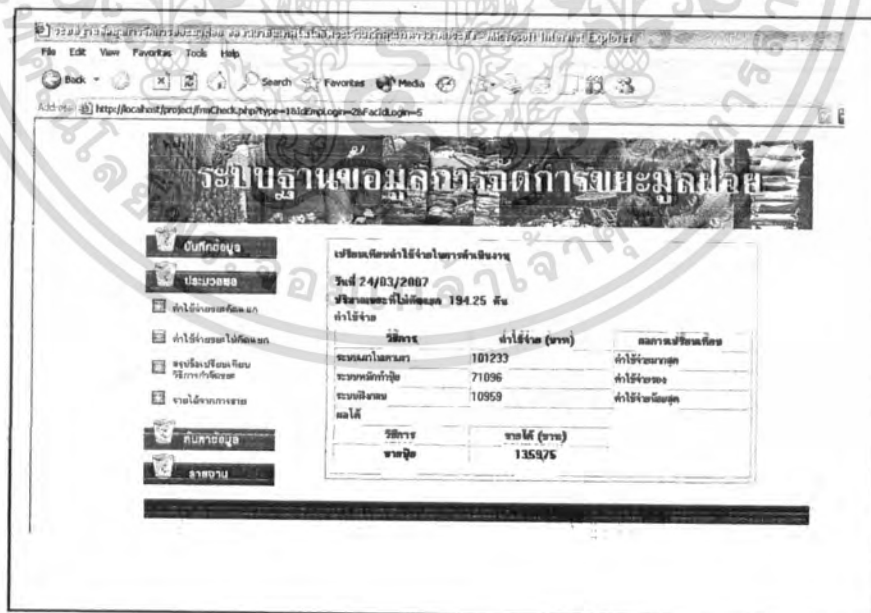 Microsoft Internet Explorer
File Edit View Favorites Tools Help
Back Search Favorites Media
Address http://localhost/project/frmCheck.php?type=1&IdEmpLogin=2&FacIdLogin=5
ระบบฐานข้อมูลการจัดการขยะมูลฝอย
บันทึกข้อมูล
ประมวลผล
ค่าใช้จ่ายขยะคัดแยก
ค่าใช้จ่ายขยะไม่คัดแยก
สรุปผลเปรียบเทียบ
วิธีการกำจัดขยะ
รายได้จากการขาย
ค้นหาข้อมูล
รายงาน
เปรียบเทียบค่าใช้จ่ายในการดำเนินงาน
วันที่ 24/03/2007
ปริมาณขยะที่ไม่คัดแยก 194.25 ตัน
ค่าใช้จ่าย
วิธีการ ค่าใช้จ่าย (บาท) ผลการเปรียบเทียบ
ระบบเผาในเตาเผา 101233 ค่าใช้จ่ายมากสุด
ระบบหมักทำปุ๋ย 71096 ค่าใช้จ่ายรอง
ระบบฝังกลบ 10959 ค่าใช้จ่ายน้อยสุด
ผลได้
วิธีการ รายได้ (บาท)
ขายปุ๋ย 135975